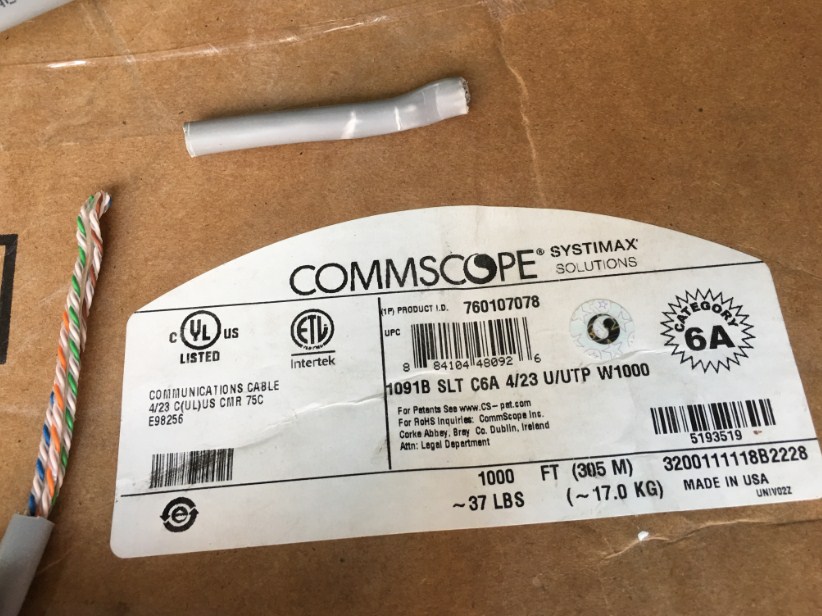 COMMSCOPE® SYSTIMAX®
SOLUTIONS
C UL US
LISTED
ETL
Intertek
COMMUNICATIONS CABLE
4/23 C(UL)US CMR 75C
E98256
(1P) PRODUCT I.D. 760107078
UPC
8 84104 48092 6
1091B SLT C6A 4/23 U/UTP W1000
For Patents See www.cs-pat.com
For RoHS Inquiries: CommScope Inc.
Corke Abbey, Bray Co. Dublin, Ireland
Attn: Legal Department
CATEGORY
6A
5193519
1000 FT (305 M) 3200111118B2228
~37 LBS (~17.0 KG) MADE IN USA
UNIV02Z